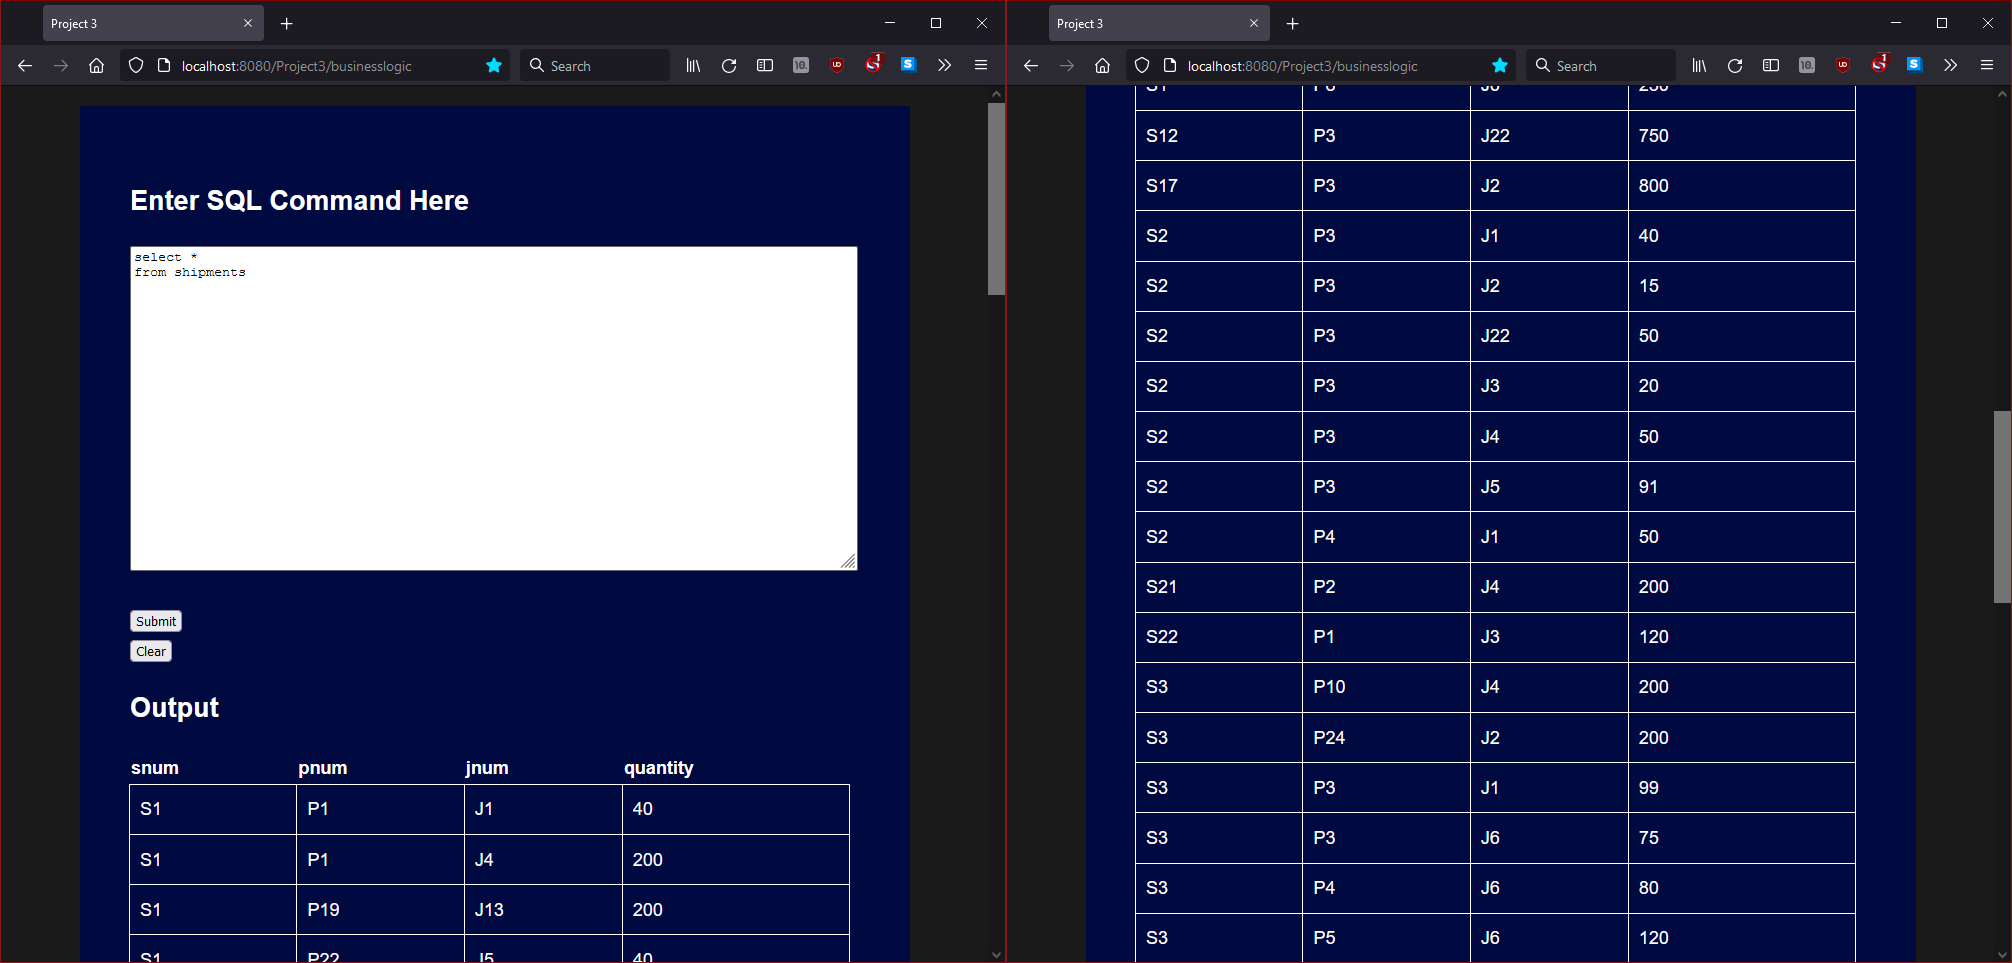 Project 3
localhost:8080/Project3/businesslogic
Search
Enter SQL Command Here
select *
from shipments
Submit
Clear
Output
snum pnum jnum quantity
S1 P1 J1 40
S1 P1 J4 200
S1 P19 J13 200
S1 P22 J5 40
Project 3
localhost:8080/Project3/businesslogic
Search
S12 P3 J22 750
S17 P3 J2 800
S2 P3 J1 40
S2 P3 J2 15
S2 P3 J22 50
S2 P3 J3 20
S2 P3 J4 50
S2 P3 J5 91
S2 P4 J1 50
S21 P2 J4 200
S22 P1 J3 120
S3 P10 J4 200
S3 P24 J2 200
S3 P3 J1 99
S3 P3 J6 75
S3 P4 J6 80
S3 P5 J6 120